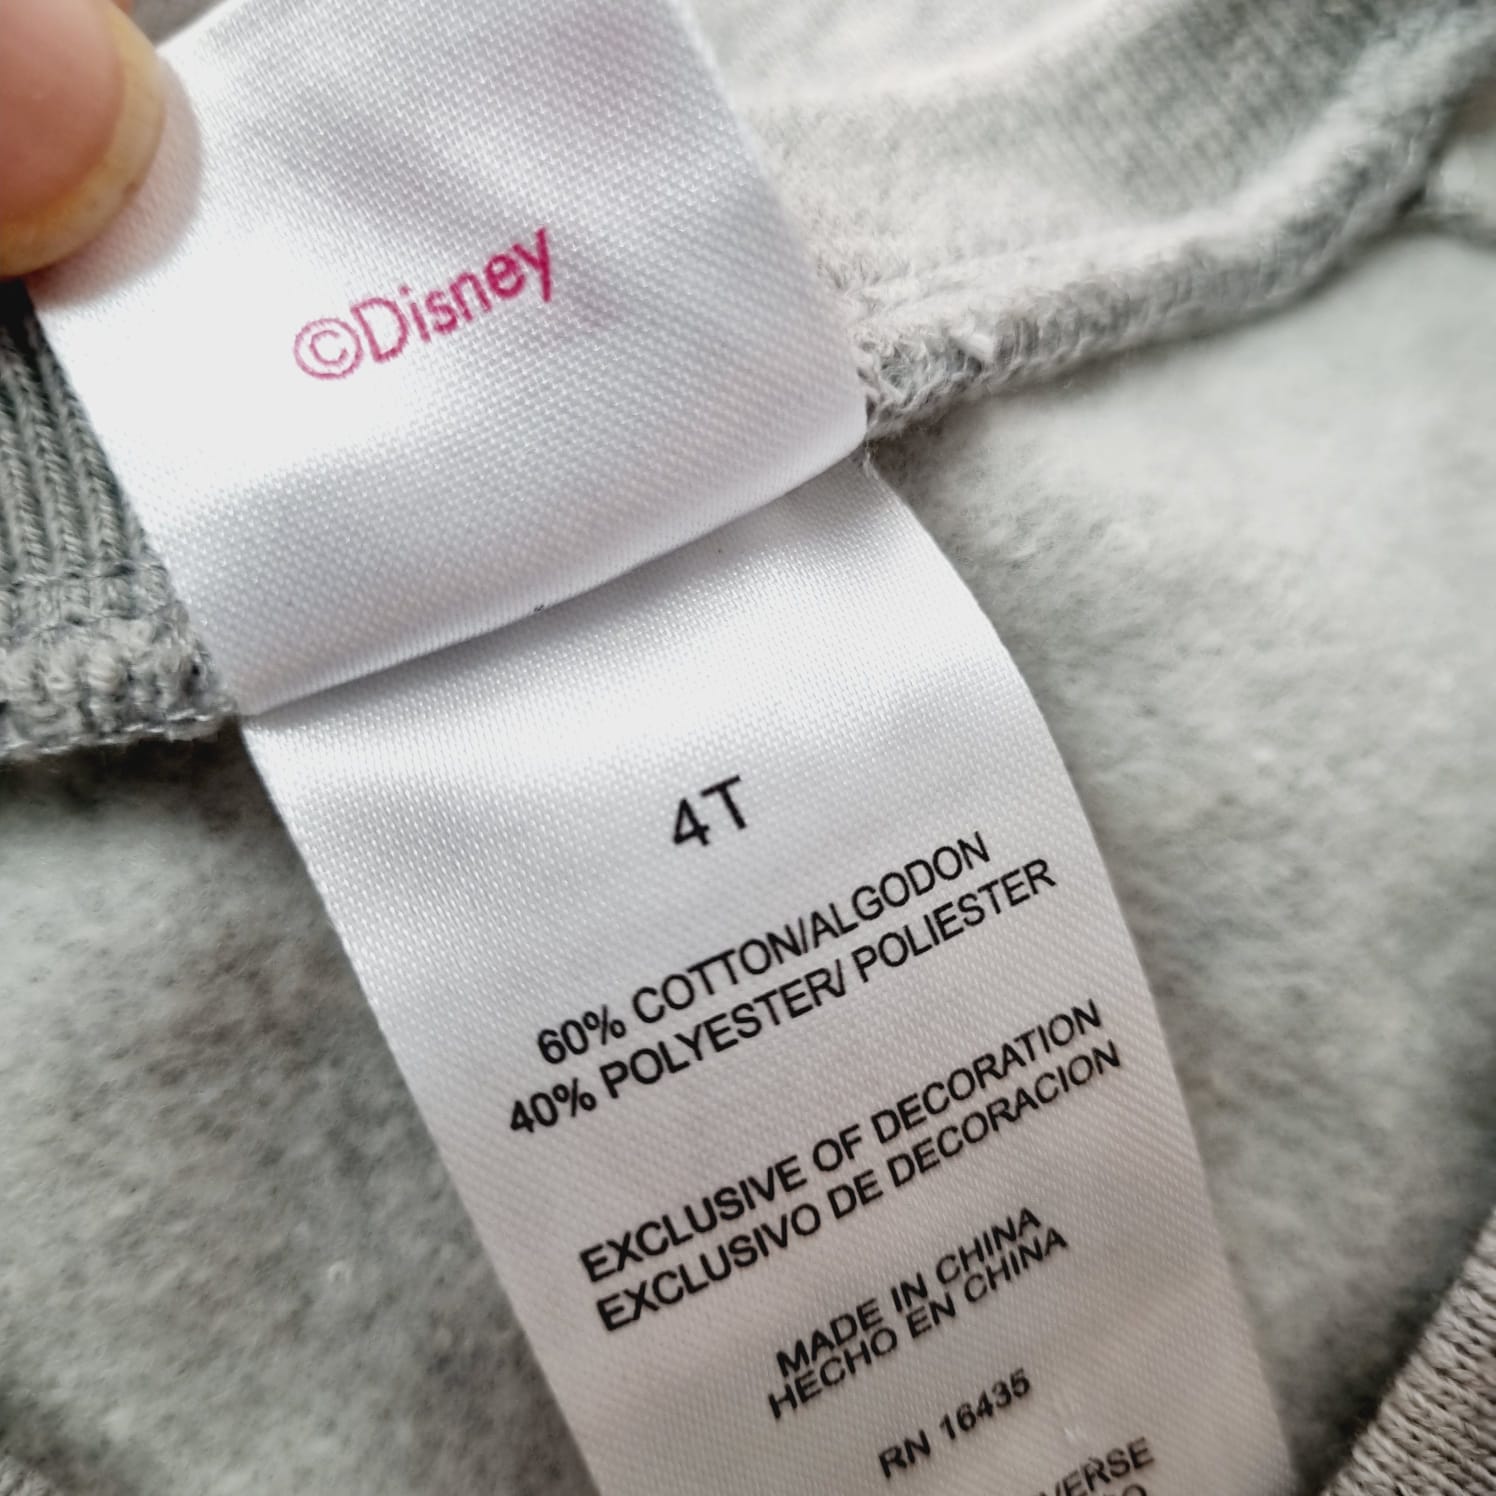 ©Disney
4T
60% COTTON/ALGODON
40% POLYESTER/ POLIESTER
EXCLUSIVE OF DECORATION
EXCLUSIVO DE DECORACION
MADE IN CHINA
HECHO EN CHINA
RN 16435